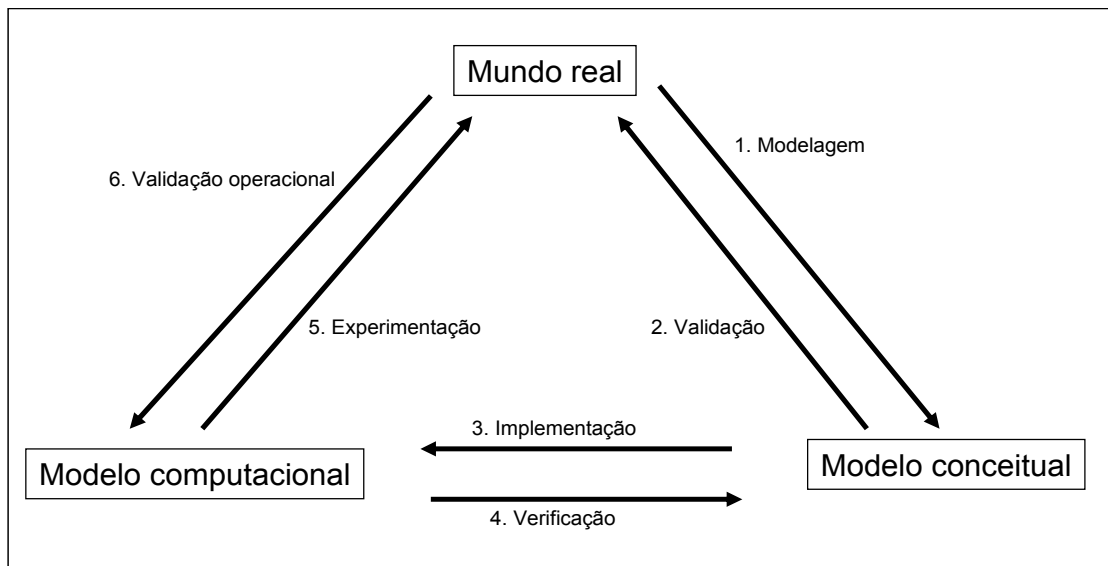 Mundo real
1. Modelagem
6. Validação operacional
5. Experimentação
2. Validação
3. Implementação
Modelo computacional
Modelo conceitual
4. Verificação